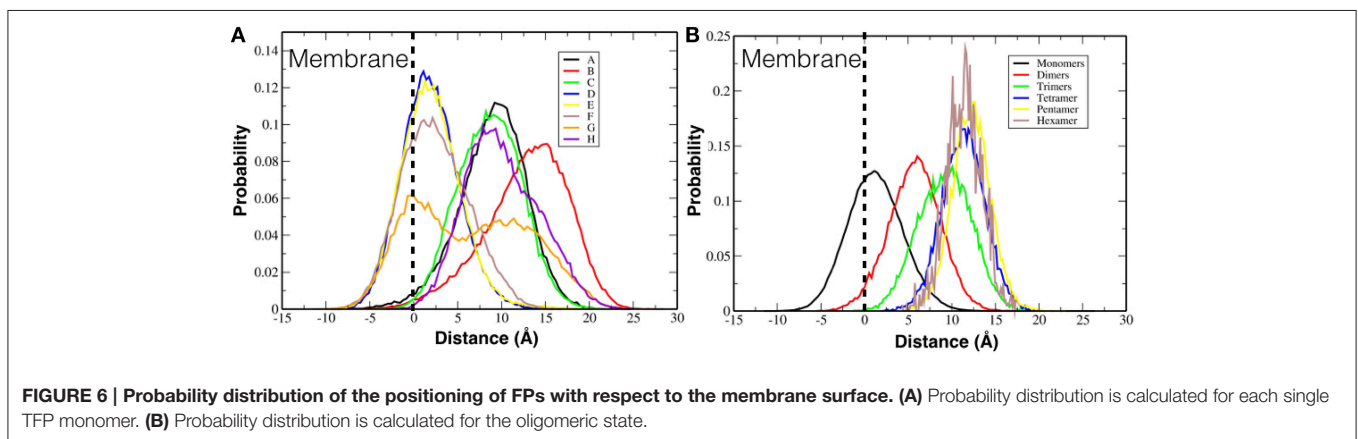 A
Membrane
0.14
0.12
0.1
0.08
0.06
0.04
0.02
0
Probability
A
B
C
D
E
F
G
H
-15
-10
-5
0
5
10
15
20
25
30
Distance (Å)
B
Membrane
0.25
0.2
0.15
0.1
0.05
0
Probability
Monomers
Dimers
Trimers
Tetramer
Pentamer
Hexamer
-15
-10
-5
0
5
10
15
20
25
30
Distance (Å)
FIGURE 6 | Probability distribution of the positioning of FPs with respect to the membrane surface. (A) Probability distribution is calculated for each single
TFP monomer. (B) Probability distribution is calculated for the oligomeric state.